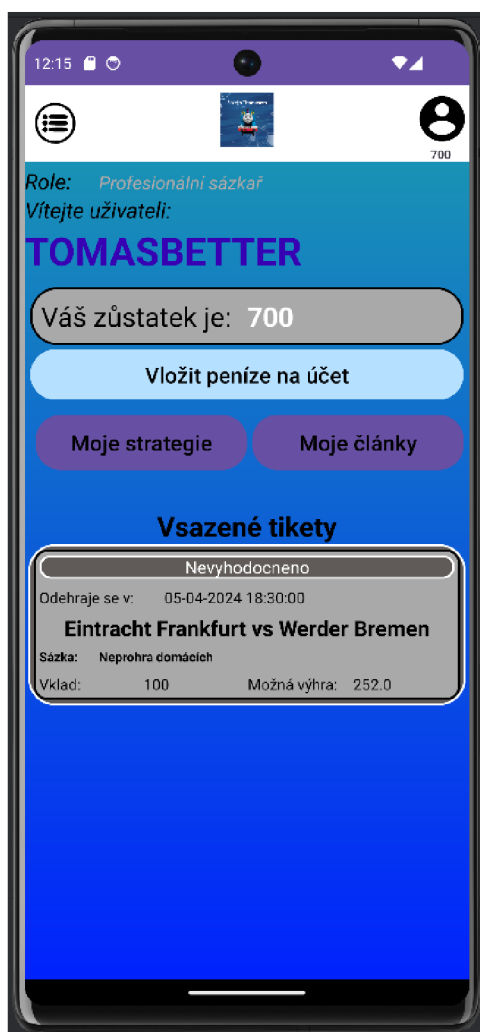 12:15
700
Role: Profesionální sázkař
Vítejte uživateli:
TOMASBETTER
Váš zůstatek je: 700
Vložit peníze na účet
Moje strategie Moje články
Vsazené tikety
Nevyhodocneno
Odehraje se v: 05-04-2024 18:30:00
Eintracht Frankfurt vs Werder Bremen
Sázka: Neprohra domácích
Vklad: 100 Možná výhra: 252.0